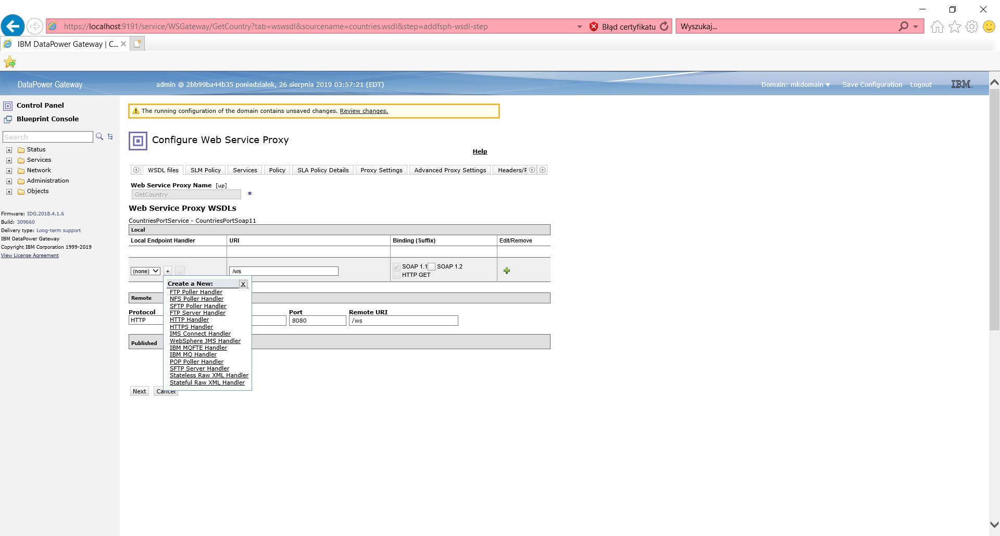 https://localhost:9191/service/WSGateway/GetCountry?tab=wswsdl&sourcename=countries.wsdl&step=addfsph-wsdl-step
Błąd certyfikatu
Wyszukaj...
IBM DataPower Gateway | C...
DataPower Gateway
admin @ 2bb99ba44b35 poniedziałek, 26 sierpnia 2019 03:57:21 (EDT)
Domain: mkdomain
Save Configuration
Logout
IBM.
Control Panel
Blueprint Console
Search
Status
Services
Network
Administration
Objects
Firmware: IDG.2018.4.1.6
Build: 309660
Delivery type: Long-term support
IBM DataPower Gateway
Copyright IBM Corporation 1999-2019
View License Agreement
The running configuration of the domain contains unsaved changes. Review changes.
Configure Web Service Proxy
Help
WSDL files
SLM Policy
Services
Policy
SLA Policy Details
Proxy Settings
Advanced Proxy Settings
Headers/
Web Service Proxy Name [up]
GetCountry *
Web Service Proxy WSDLs
CountriesPortService - CountriesPortSoap11
Local
Local Endpoint Handler
URI
Binding (Suffix)
Edit/Remove
(none)
+
...
/ws
SOAP 1.1
SOAP 1.2
HTTP GET
Create a New:
X
FTP Poller Handler
NFS Poller Handler
SFTP Poller Handler
FTP Server Handler
HTTP Handler
HTTPS Handler
IMS Connect Handler
WebSphere JMS Handler
IBM MQFTE Handler
IBM MQ Handler
POP Poller Handler
SFTP Server Handler
Stateless Raw XML Handler
Stateful Raw XML Handler
Remote
Protocol
Port
Remote URI
HTTP
8080
/ws
Published
Next
Cancel